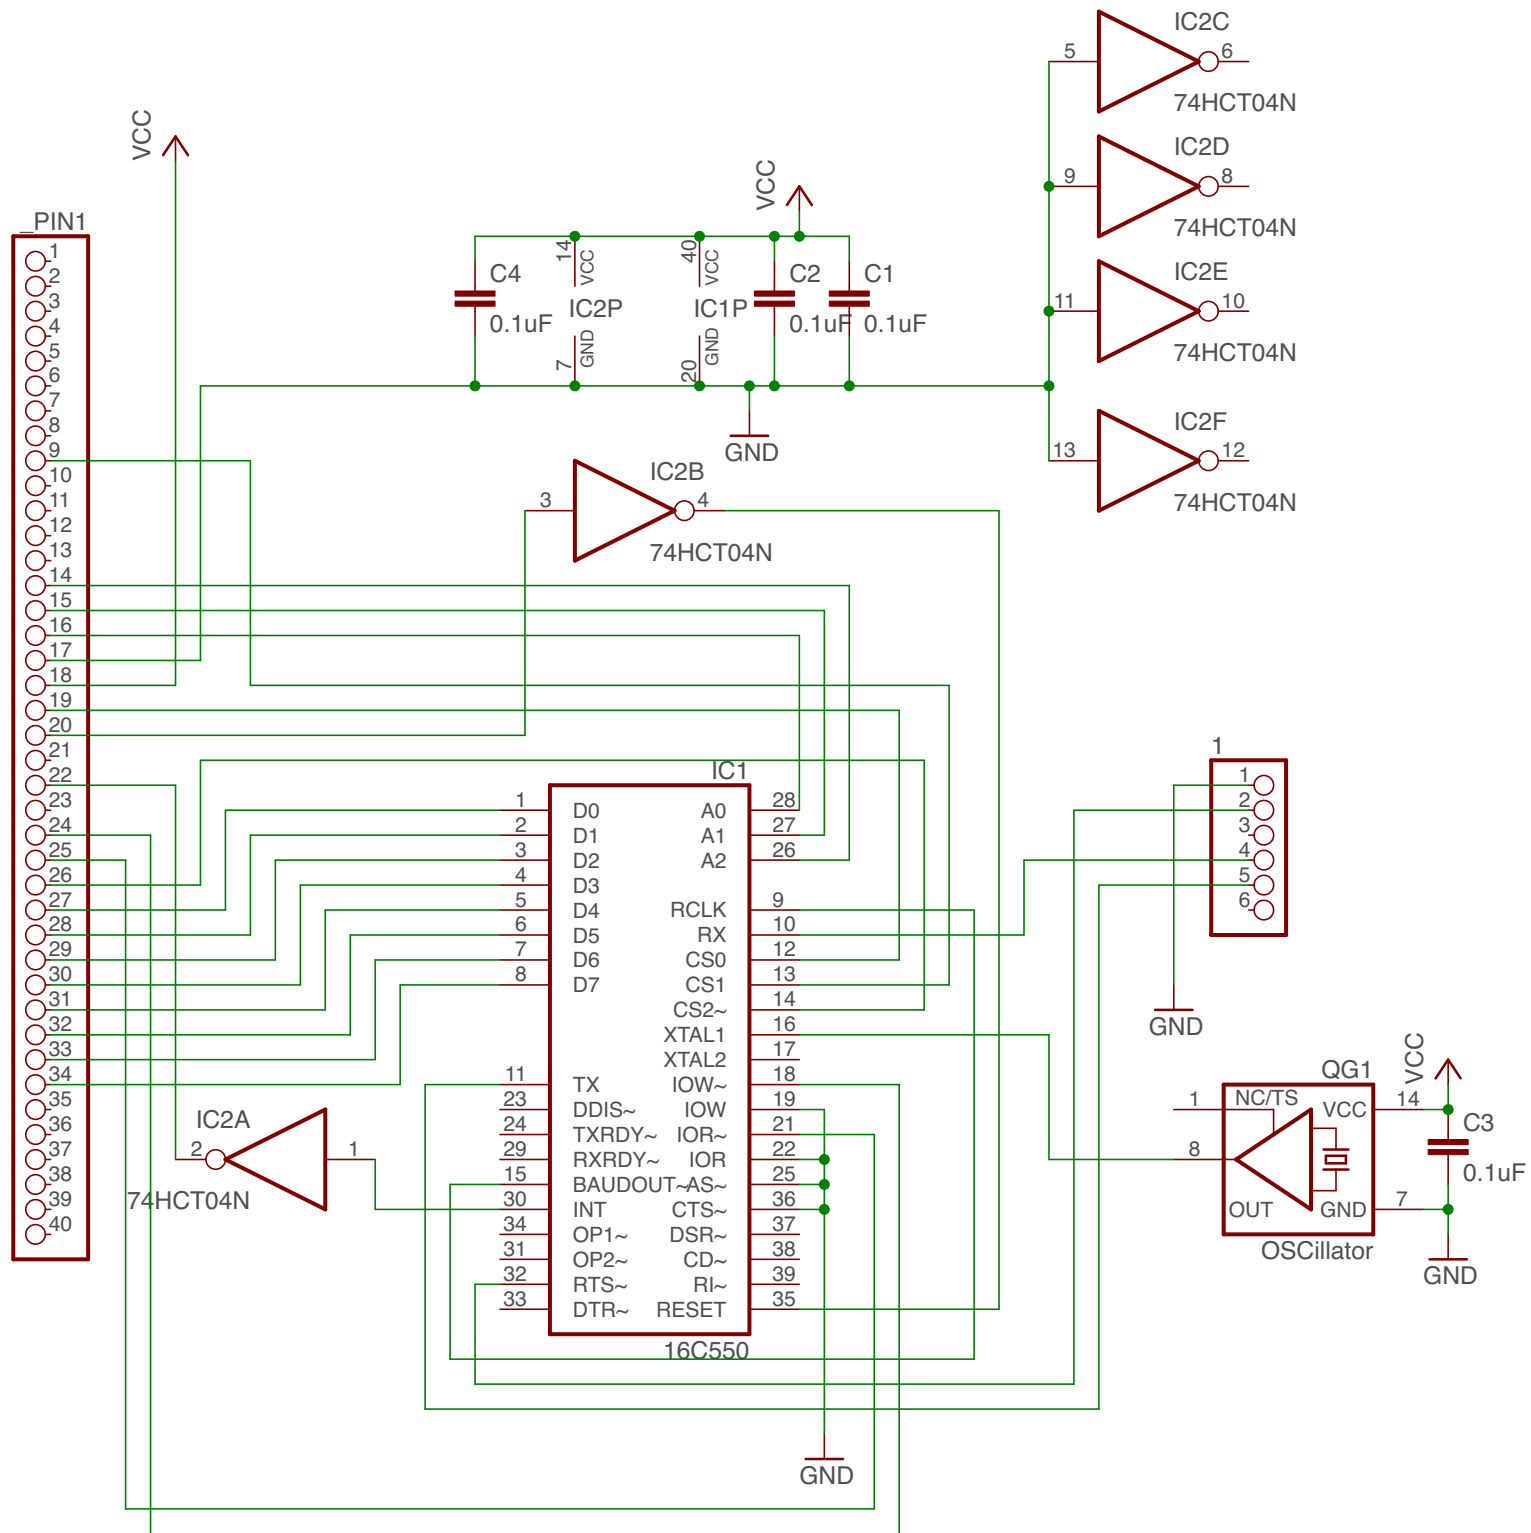 VCC
_PIN1
1
2
3
4
5
6
7
8
9
10
11
12
13
14
15
16
17
18
19
20
21
22
23
24
25
26
27
28
29
30
31
32
33
34
35
36
37
38
39
40
VCC
C4
0.1uF
14
VCC
IC2P
7
GND
40
VCC
IC1P
20
GND
C2
0.1uF
C1
0.1uF
GND
IC2C
5
6
74HCT04N
IC2D
9
8
74HCT04N
IC2E
11
10
74HCT04N
IC2F
13
12
74HCT04N
IC2B
3
4
74HCT04N
IC1
1 D0 A0 28
2 D1 A1 27
3 D2 A2 26
4 D3
5 D4 RCLK 9
6 D5 RX 10
7 D6 CS0 12
8 D7 CS1 13
CS2~ 14
XTAL1 16
XTAL2 17
11 TX IOW~ 18
23 DDIS~ IOW 19
24 TXRDY~ IOR~ 21
29 RXRDY~ IOR 22
15 BAUDOUT~ AS~ 25
30 INT CTS~ 36
34 OP1~ DSR~ 37
31 OP2~ CD~ 38
32 RTS~ RI~ 39
33 DTR~ RESET 35
16C550
GND
IC2A
2
1
74HCT04N
1
1
2
3
4
5
6
GND
QG1
VCC
1 NC/TS VCC 14
8
OUT GND 7
OSCillator
C3
0.1uF
GND